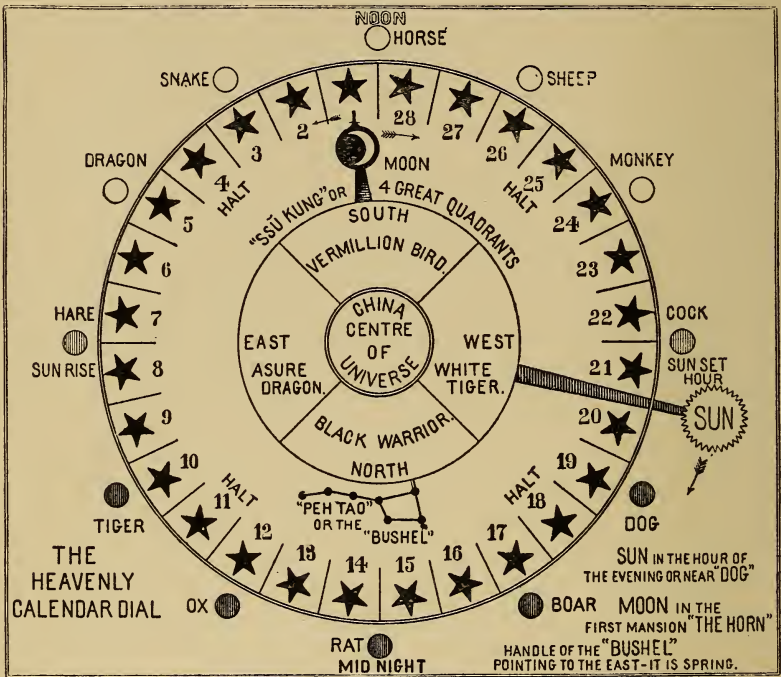 NOON
HORSE
SNAKE
SHEEP
DRAGON
MONKEY
28
27
26
25
24
23
22
21
20
19
18
17
16
15
14
13
12
11
10
9
8
7
6
5
4
3
2
HALT
HALT
HALT
HALT
MOON
"SSŬ KUNG" OR 4 GREAT QUADRANTS
SOUTH
VERMILLION BIRD.
CHINA
CENTRE
OF
UNIVERSE
EAST
ASURE
DRAGON.
WEST
WHITE
TIGER.
BLACK WARRIOR.
NORTH
"PEH TAO"
OR THE
"BUSHEL"
HARE
SUN RISE
COCK
SUN SET
HOUR
SUN
TIGER
DOG
THE
HEAVENLY
CALENDAR DIAL
OX
BOAR
RAT
MID NIGHT
SUN IN THE HOUR OF
THE EVENING OR NEAR "DOG"
MOON IN THE
FIRST MANSION "THE HORN"
HANDLE OF THE "BUSHEL"
POINTING TO THE EAST-IT IS SPRING.